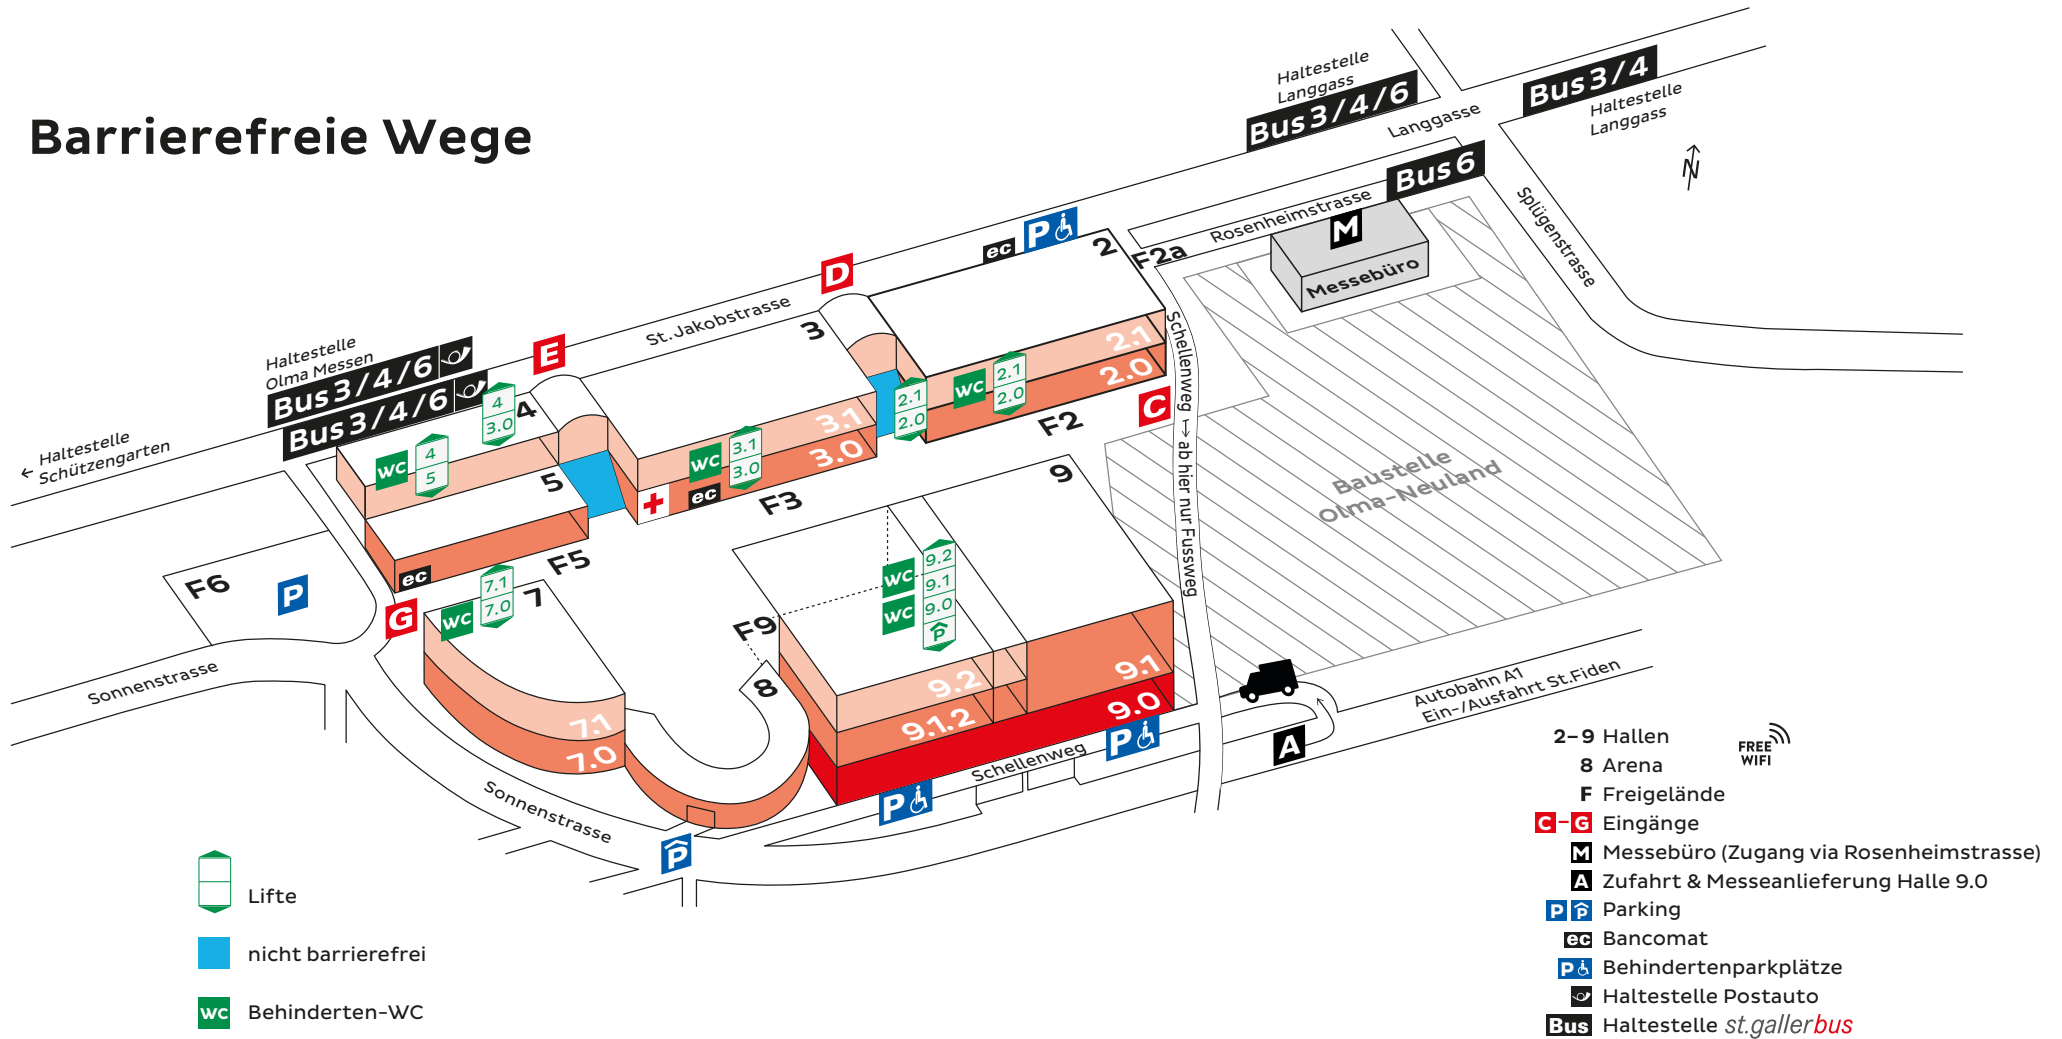 Barrierefreie Wege
Haltestelle
Langgass
Bus 3/4/6
Bus 3/4
Haltestelle
Langgass
Langgasse
N
Bus 6
Rosenheimstrasse
Splügenstrasse
M
Messebüro
ec
P
2
F2a
D
St. Jakobstrasse
3
E
Haltestelle
Olma Messen
Bus 3/4/6
Bus 3/4/6
← Haltestelle
Schützengarten
4
3.0
4
2.1
2.0
WC
2.1
2.0
2.1
2.0
F2
C
Schellenweg → ab hier nur Fussweg
WC
4
5
5
WC
3.1
3.0
3.1
3.0
ec
F3
9
Baustelle
Olma-Neuland
F6
P
ec
F5
G
WC
7.1
7.0
7
WC
WC
9.2
9.1
9.0
P
F9
8
9.2
9.1
9.1.2
9.0
7.1
7.0
Sonnenstrasse
Sonnenstrasse
Schellenweg
P
P
P
A
Autobahn A1
Ein-/Ausfahrt St.Fiden
Lifte
nicht barrierefrei
WC Behinderten-WC
2–9 Hallen
8 Arena
F Freigelände
C–G Eingänge
M Messebüro (Zugang via Rosenheimstrasse)
A Zufahrt & Messeanlieferung Halle 9.0
P P Parking
ec Bancomat
P Behindertenparkplätze
Haltestelle Postauto
Bus Haltestelle st.gallerbus
FREE
WIFI